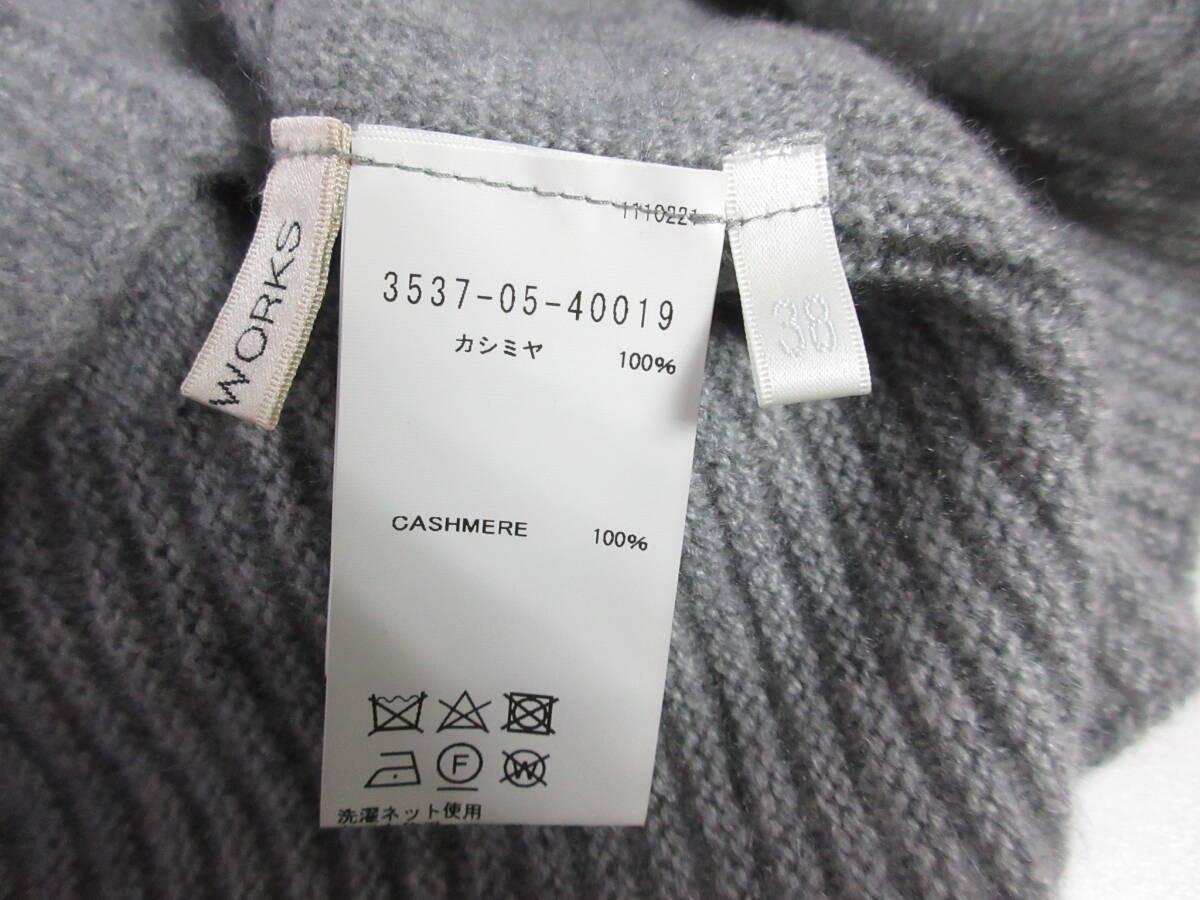 WORKS
1110221
3537-05-40019
カシミヤ 100%
CASHMERE 100%
F
W
洗濯ネット使用
38